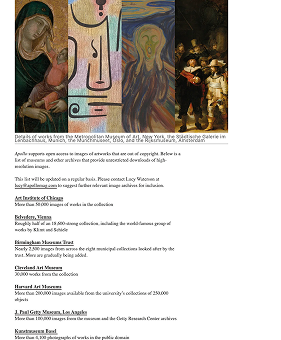 Details of works from the Metropolitan Museum of Art, New York, the Städtische Galerie im
Lenbachhaus, Munich, the Munchmuseet, Oslo, and the Rijksmuseum, Amsterdam
Apollo supports open access to images of artworks that are out of copyright. Below is a
list of museums and other archives that provide unrestricted downloads of high-
resolution images.
This list will be updated on a regular basis. Please contact Lucy Waterson at
lucy@apollomag.com to suggest further relevant image archives for inclusion.
Art Institute of Chicago
More than 50,000 images of works in the collection
Belvedere, Vienna
Roughly half of an 18,600-strong collection, including the world-famous group of
works by Klimt and Schiele
Birmingham Museums Trust
Nearly 2,500 images from across the eight municipal collections looked after by the
trust. More are gradually being added.
Cleveland Art Museum
30,000 works from the collection
Harvard Art Museums
More than 200,000 images available from the university's collections of 250,000
objects
J. Paul Getty Museum, Los Angeles
More than 100,000 images from the museum and the Getty Research Center archives
Kunstmuseum Basel
More than 4,100 photographs of works in the public domain